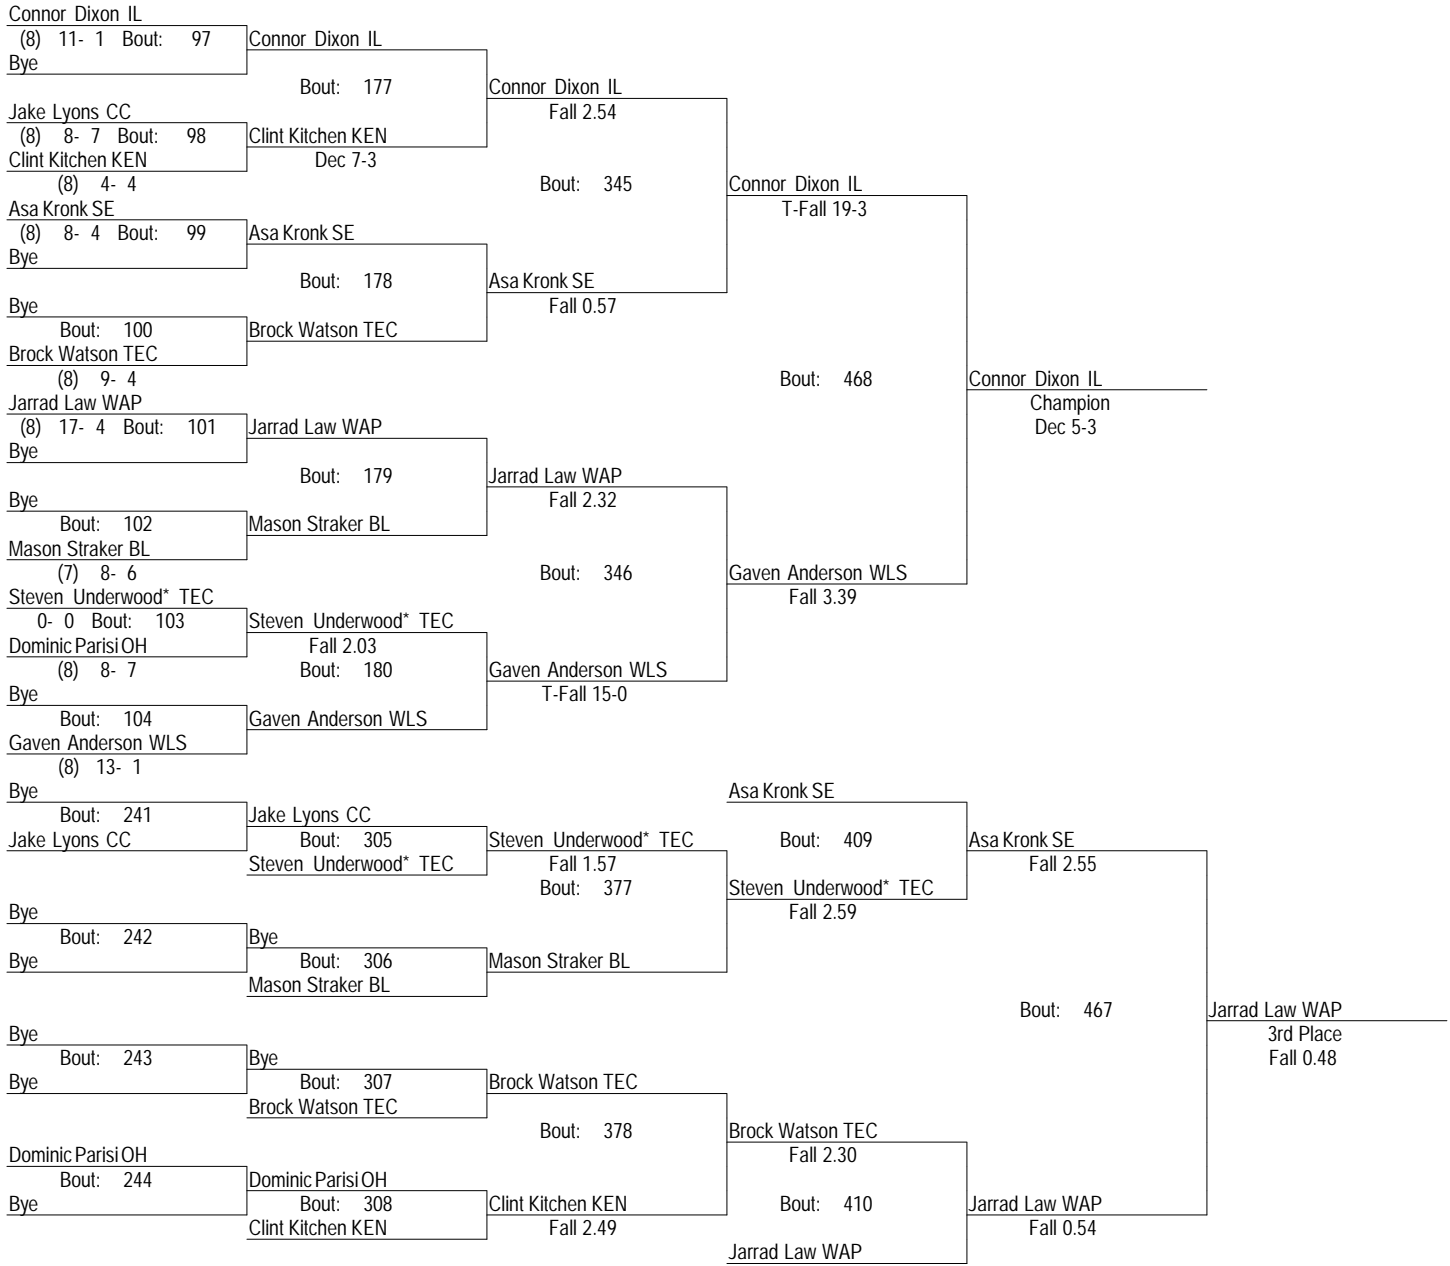 Connor Dixon IL
(8) 11- 1 Bout: 97 Connor Dixon IL
Bye
Bout: 177 Connor Dixon IL
Jake Lyons CC Fall 2.54
(8) 8- 7 Bout: 98 Clint Kitchen KEN
Clint Kitchen KEN Dec 7-3
(8) 4- 4 Bout: 345 Connor Dixon IL
Asa Kronk SE T-Fall 19-3
(8) 8- 4 Bout: 99 Asa Kronk SE
Bye
Bout: 178 Asa Kronk SE
Bye Fall 0.57
Bout: 100 Brock Watson TEC
Brock Watson TEC
(8) 9- 4 Bout: 468 Connor Dixon IL
Jarrad Law WAP Champion
(8) 17- 4 Bout: 101 Jarrad Law WAP Dec 5-3
Bye
Bout: 179 Jarrad Law WAP
Bye Fall 2.32
Bout: 102 Mason Straker BL
Mason Straker BL
(7) 8- 6 Bout: 346 Gaven Anderson WLS
Steven Underwood* TEC Fall 3.39
0- 0 Bout: 103 Steven Underwood* TEC
Dominic Parisi OH Fall 2.03
(8) 8- 7 Bout: 180 Gaven Anderson WLS
Bye T-Fall 15-0
Bout: 104 Gaven Anderson WLS
Gaven Anderson WLS
(8) 13- 1
Bye Asa Kronk SE
Bout: 241 Jake Lyons CC
Jake Lyons CC Bout: 305 Steven Underwood* TEC Bout: 409 Asa Kronk SE
Steven Underwood* TEC Fall 1.57 Fall 2.55
Bout: 377 Steven Underwood* TEC
Bye Fall 2.59
Bout: 242 Bye
Bye Bout: 306 Mason Straker BL
Mason Straker BL
Bout: 467 Jarrad Law WAP
Bye 3rd Place
Bout: 243 Bye Fall 0.48
Bye Bout: 307 Brock Watson TEC
Brock Watson TEC
Bout: 378 Brock Watson TEC
Dominic Parisi OH Fall 2.30
Bout: 244 Dominic Parisi OH
Bye Bout: 308 Clint Kitchen KEN Bout: 410 Jarrad Law WAP
Clint Kitchen KEN Fall 2.49 Fall 0.54
Jarrad Law WAP